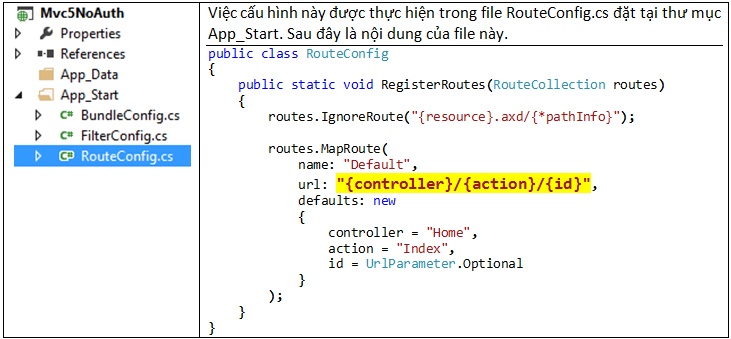 Mvc5NoAuth
Properties
References
App_Data
App_Start
C# BundleConfig.cs
C# FilterConfig.cs
C# RouteConfig.cs
Việc cấu hình này được thực hiện trong file RouteConfig.cs đặt tại thư mục
App_Start. Sau đây là nội dung của file này.
public class RouteConfig
{
    public static void RegisterRoutes(RouteCollection routes)
    {
        routes.IgnoreRoute("{resource}.axd/{*pathInfo}");
        routes.MapRoute(
            name: "Default",
            url: "{controller}/{action}/{id}",
            defaults: new
            {
                controller = "Home",
                action = "Index",
                id = UrlParameter.Optional
            }
        );
    }
}